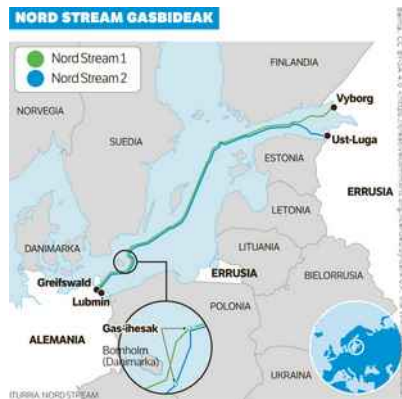 NORD STREAM GASBIDEAK
Nord Stream 1
Nord Stream 2
FINLANDIA
NORVEGIA
SUEDIA
Vyborg
Ust-Luga
ESTONIA
ERRUSIA
LETONIA
DANIMARKA
LITUANIA
ERRUSIA
BIELORRUSIA
Greifswald
Lubmin
POLONIA
ALEMANIA
Gas-ihesak
Bornholm
(Danimarka)
UKRAINA
ITURRIA: NORD STREAM